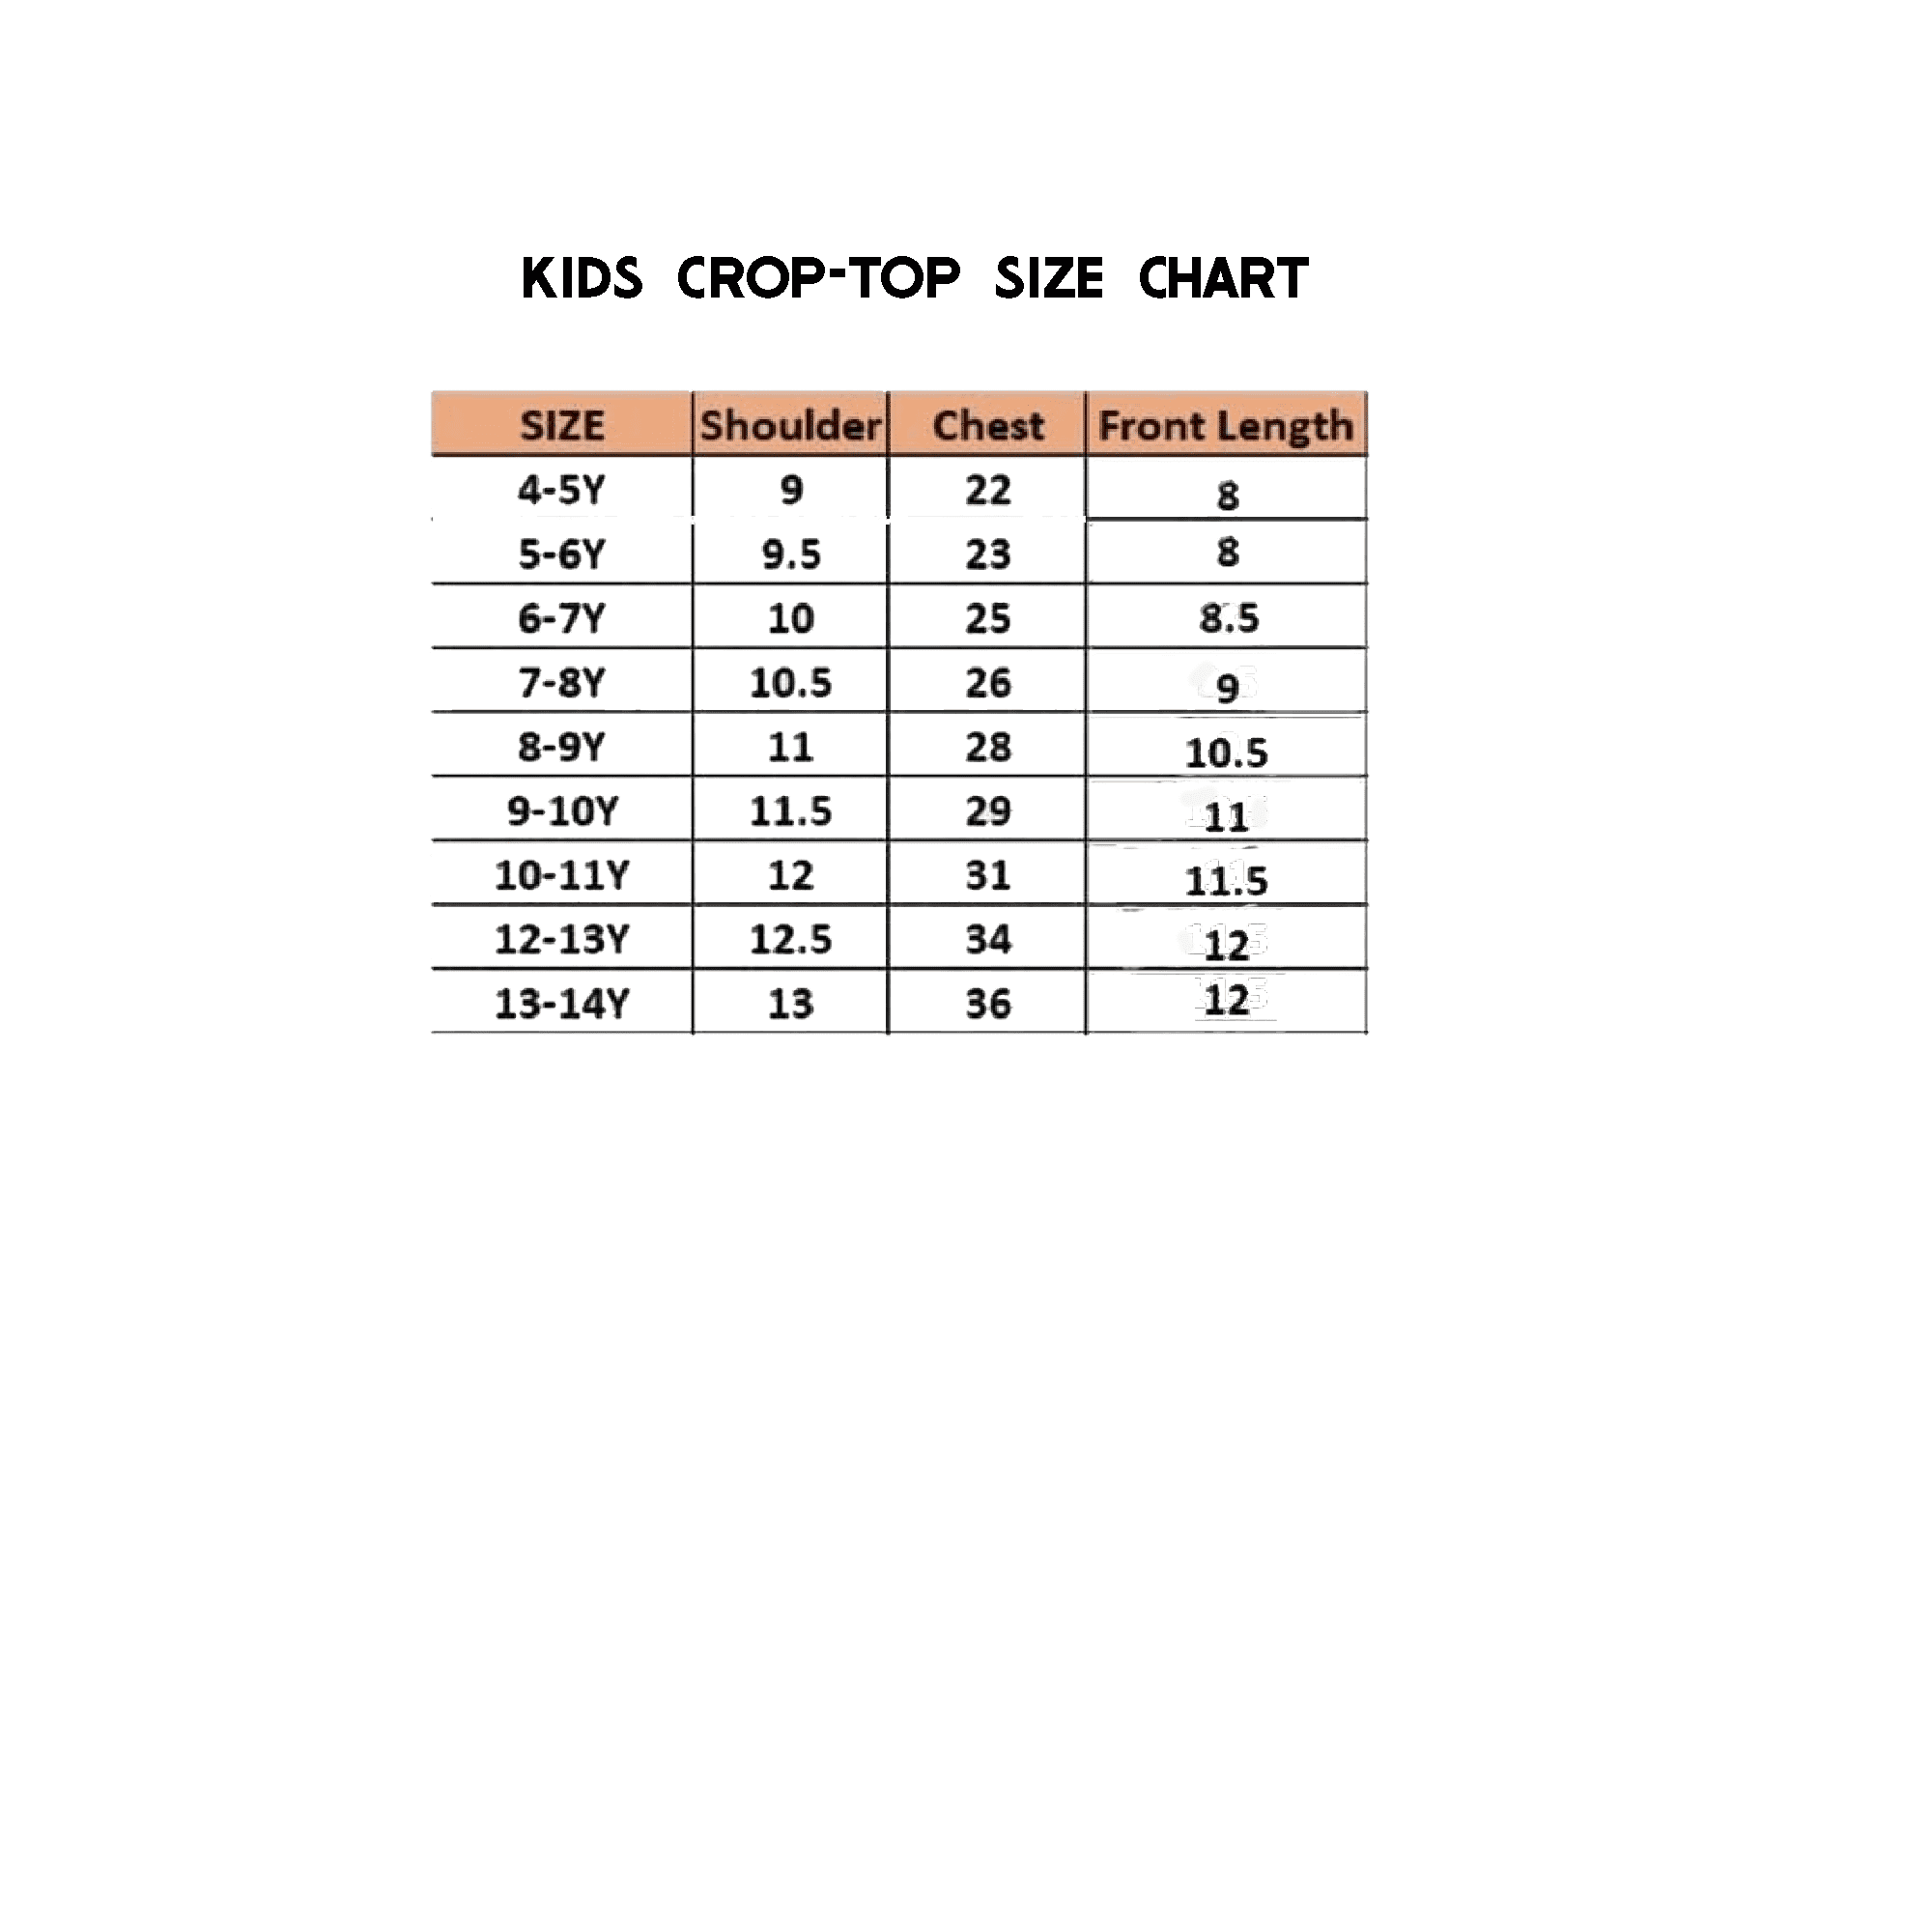 KIDS CROP-TOP SIZE CHART
SIZE Shoulder Chest Front Length
4-5Y 9 22 8
5-6Y 9.5 23 8
6-7Y 10 25 8.5
7-8Y 10.5 26 9
8-9Y 11 28 10.5
9-10Y 11.5 29 11
10-11Y 12 31 11.5
12-13Y 12.5 34 12
13-14Y 13 36 12